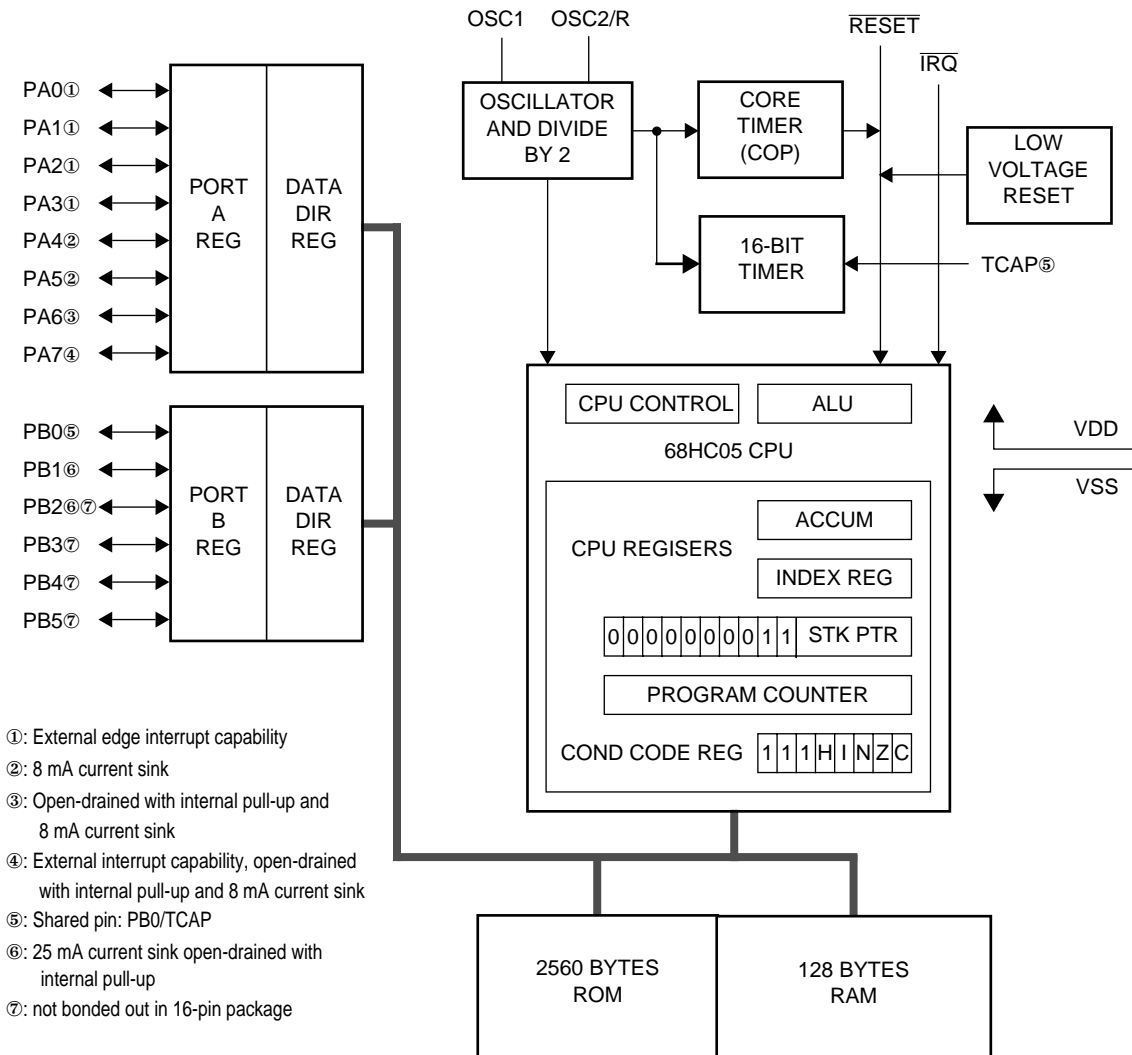 OSC1
OSC2/R
RESET
IRQ
PA0①
PA1①
PA2①
PA3①
PA4②
PA5②
PA6③
PA7④
PORT
A
REG
DATA
DIR
REG
OSCILLATOR
AND DIVIDE
BY 2
CORE
TIMER
(COP)
LOW
VOLTAGE
RESET
16-BIT
TIMER
TCAP⑤
PB0⑤
PB1⑥
PB2⑥⑦
PB3⑦
PB4⑦
PB5⑦
PORT
B
REG
DATA
DIR
REG
CPU CONTROL
ALU
68HC05 CPU
VDD
VSS
ACCUM
CPU REGISERS
INDEX REG
0 0 0 0 0 0 0 0 1 1 STK PTR
PROGRAM COUNTER
COND CODE REG 1 1 1 H I N Z C
①: External edge interrupt capability
②: 8 mA current sink
③: Open-drained with internal pull-up and
8 mA current sink
④: External interrupt capability, open-drained
with internal pull-up and 8 mA current sink
⑤: Shared pin: PB0/TCAP
⑥: 25 mA current sink open-drained with
internal pull-up
⑦: not bonded out in 16-pin package
2560 BYTES
ROM
128 BYTES
RAM